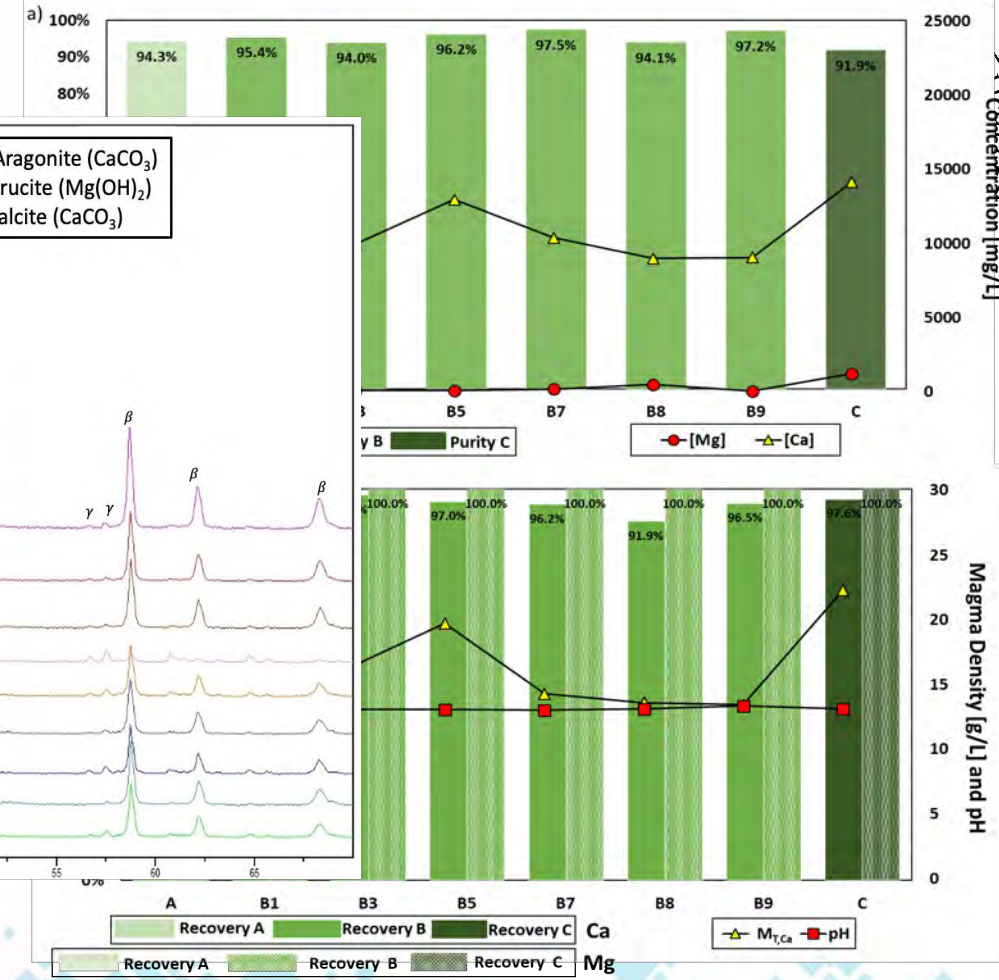 a)
100%
90%
80%
94.3%
95.4%
94.0%
96.2%
97.5%
94.1%
97.2%
91.9%
25000
20000
15000
10000
5000
0
Concentration [mg/L]
B5
B7
B8
B9
C
y B
Purity C
[Mg]
[Ca]
Aragonite (CaCO3)
rucite (Mg(OH)2)
alcite (CaCO3)
β
β
β
γ
γ
55
60
65
100.0%
97.0%
100.0%
96.2%
100.0%
91.9%
100.0%
96.5%
100.0%
97.6%
100.0%
30
25
20
15
10
5
0
Magma Density [g/L] and pH
0%
A
B1
B3
B5
B7
B8
B9
C
Recovery A
Recovery B
Recovery C
Ca
MT,Ca
pH
Recovery A
Recovery B
Recovery C
Mg